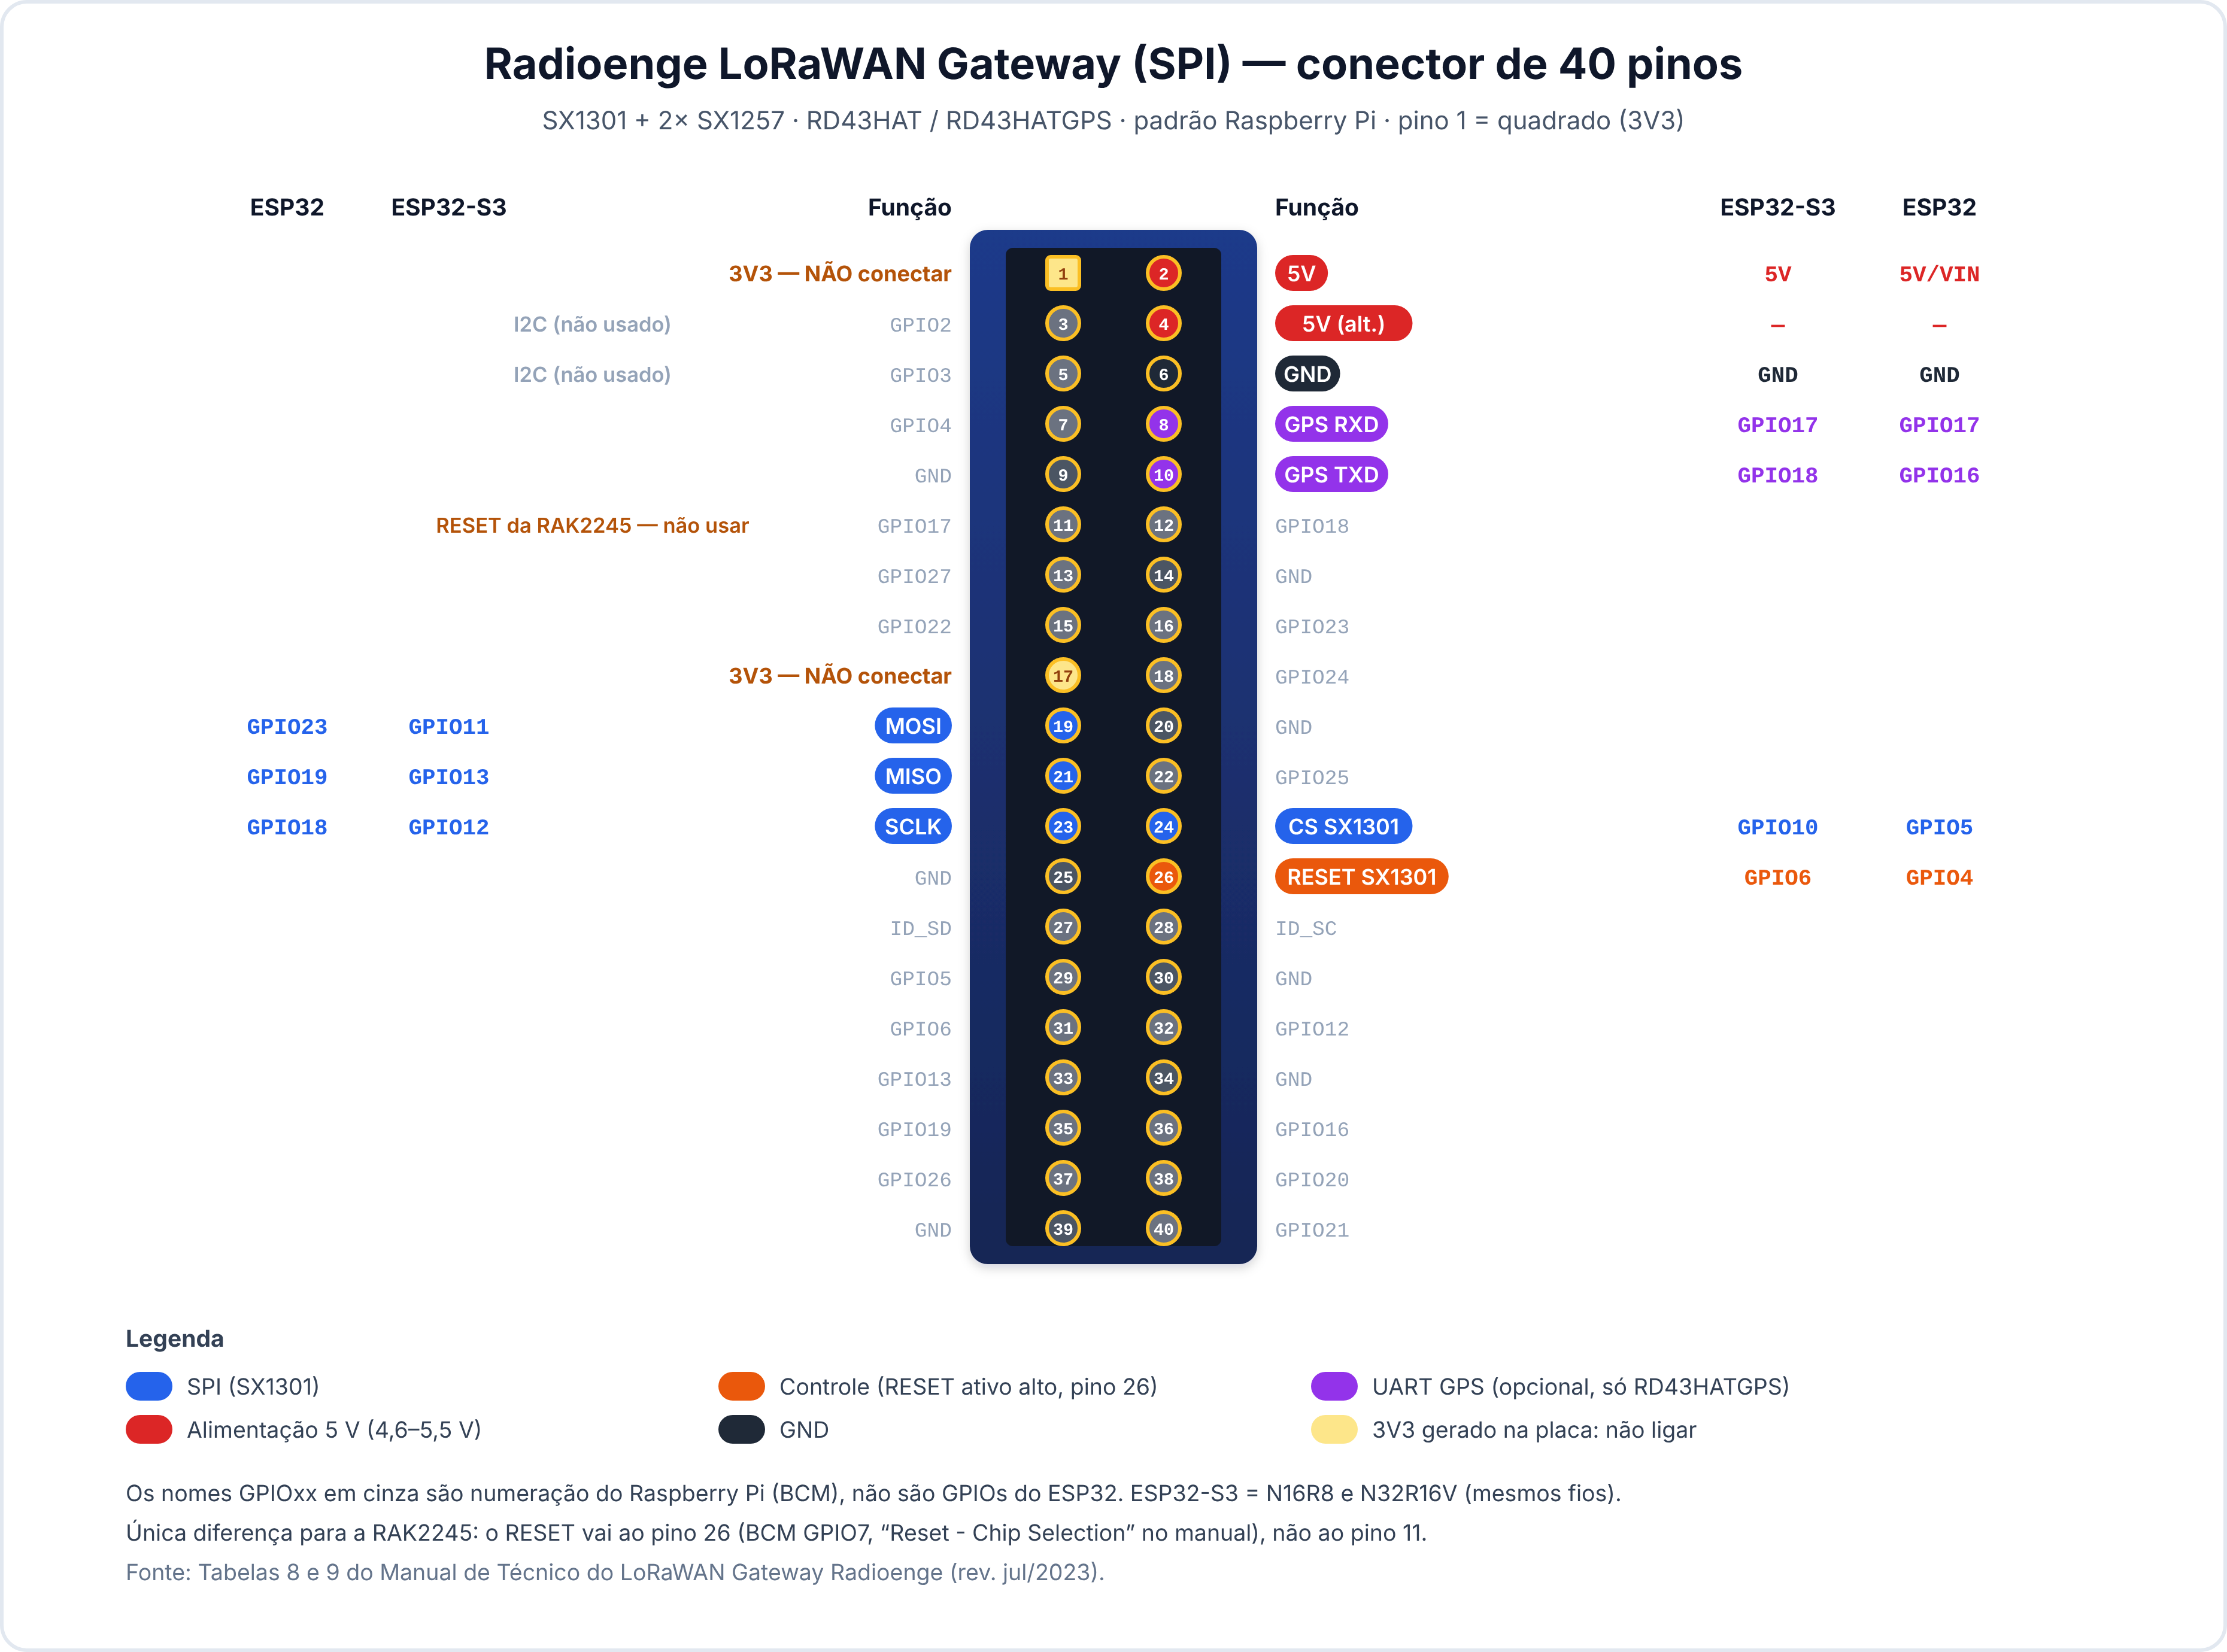 Radioenge LoRaWAN Gateway (SPI) — conector de 40 pinos
SX1301 + 2× SX1257 · RD43HAT / RD43HATGPS · padrão Raspberry Pi · pino 1 = quadrado (3V3)
ESP32 ESP32-S3 Função Função ESP32-S3 ESP32
3V3 — NÃO conectar 1 2 5V 5V 5V/VIN
I2C (não usado) GPIO2 3 4 5V (alt.) — —
I2C (não usado) GPIO3 5 6 GND GND GND
GPIO4 7 8 GPS RXD GPIO17 GPIO17
GND 9 10 GPS TXD GPIO18 GPIO16
RESET da RAK2245 — não usar GPIO17 11 12 GPIO18
GPIO27 13 14 GND
GPIO22 15 16 GPIO23
3V3 — NÃO conectar 17 18 GPIO24
GPIO23 GPIO11 MOSI 19 20 GND
GPIO19 GPIO13 MISO 21 22 GPIO25
GPIO18 GPIO12 SCLK 23 24 CS SX1301 GPIO10 GPIO5
GND 25 26 RESET SX1301 GPIO6 GPIO4
ID_SD 27 28 ID_SC
GPIO5 29 30 GND
GPIO6 31 32 GPIO12
GPIO13 33 34 GND
GPIO19 35 36 GPIO16
GPIO26 37 38 GPIO20
GND 39 40 GPIO21
Legenda
SPI (SX1301) Controle (RESET ativo alto, pino 26) UART GPS (opcional, só RD43HATGPS)
Alimentação 5 V (4,6–5,5 V) GND 3V3 gerado na placa: não ligar
Os nomes GPIOxx em cinza são numeração do Raspberry Pi (BCM), não são GPIOs do ESP32. ESP32-S3 = N16R8 e N32R16V (mesmos fios).
Única diferença para a RAK2245: o RESET vai ao pino 26 (BCM GPIO7, “Reset - Chip Selection” no manual), não ao pino 11.
Fonte: Tabelas 8 e 9 do Manual de Técnico do LoRaWAN Gateway Radioenge (rev. jul/2023).